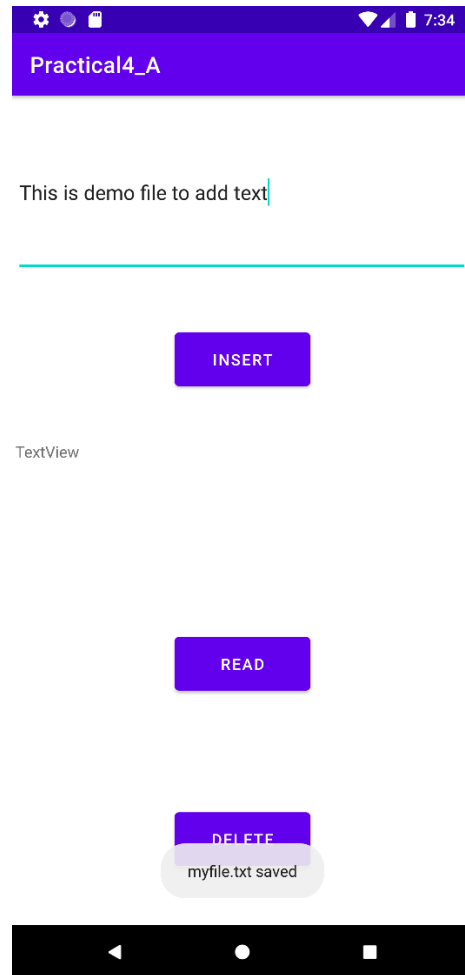 7:34
Practical4_A
This is demo file to add text
INSERT
TextView
READ
DELETE
myfile.txt saved